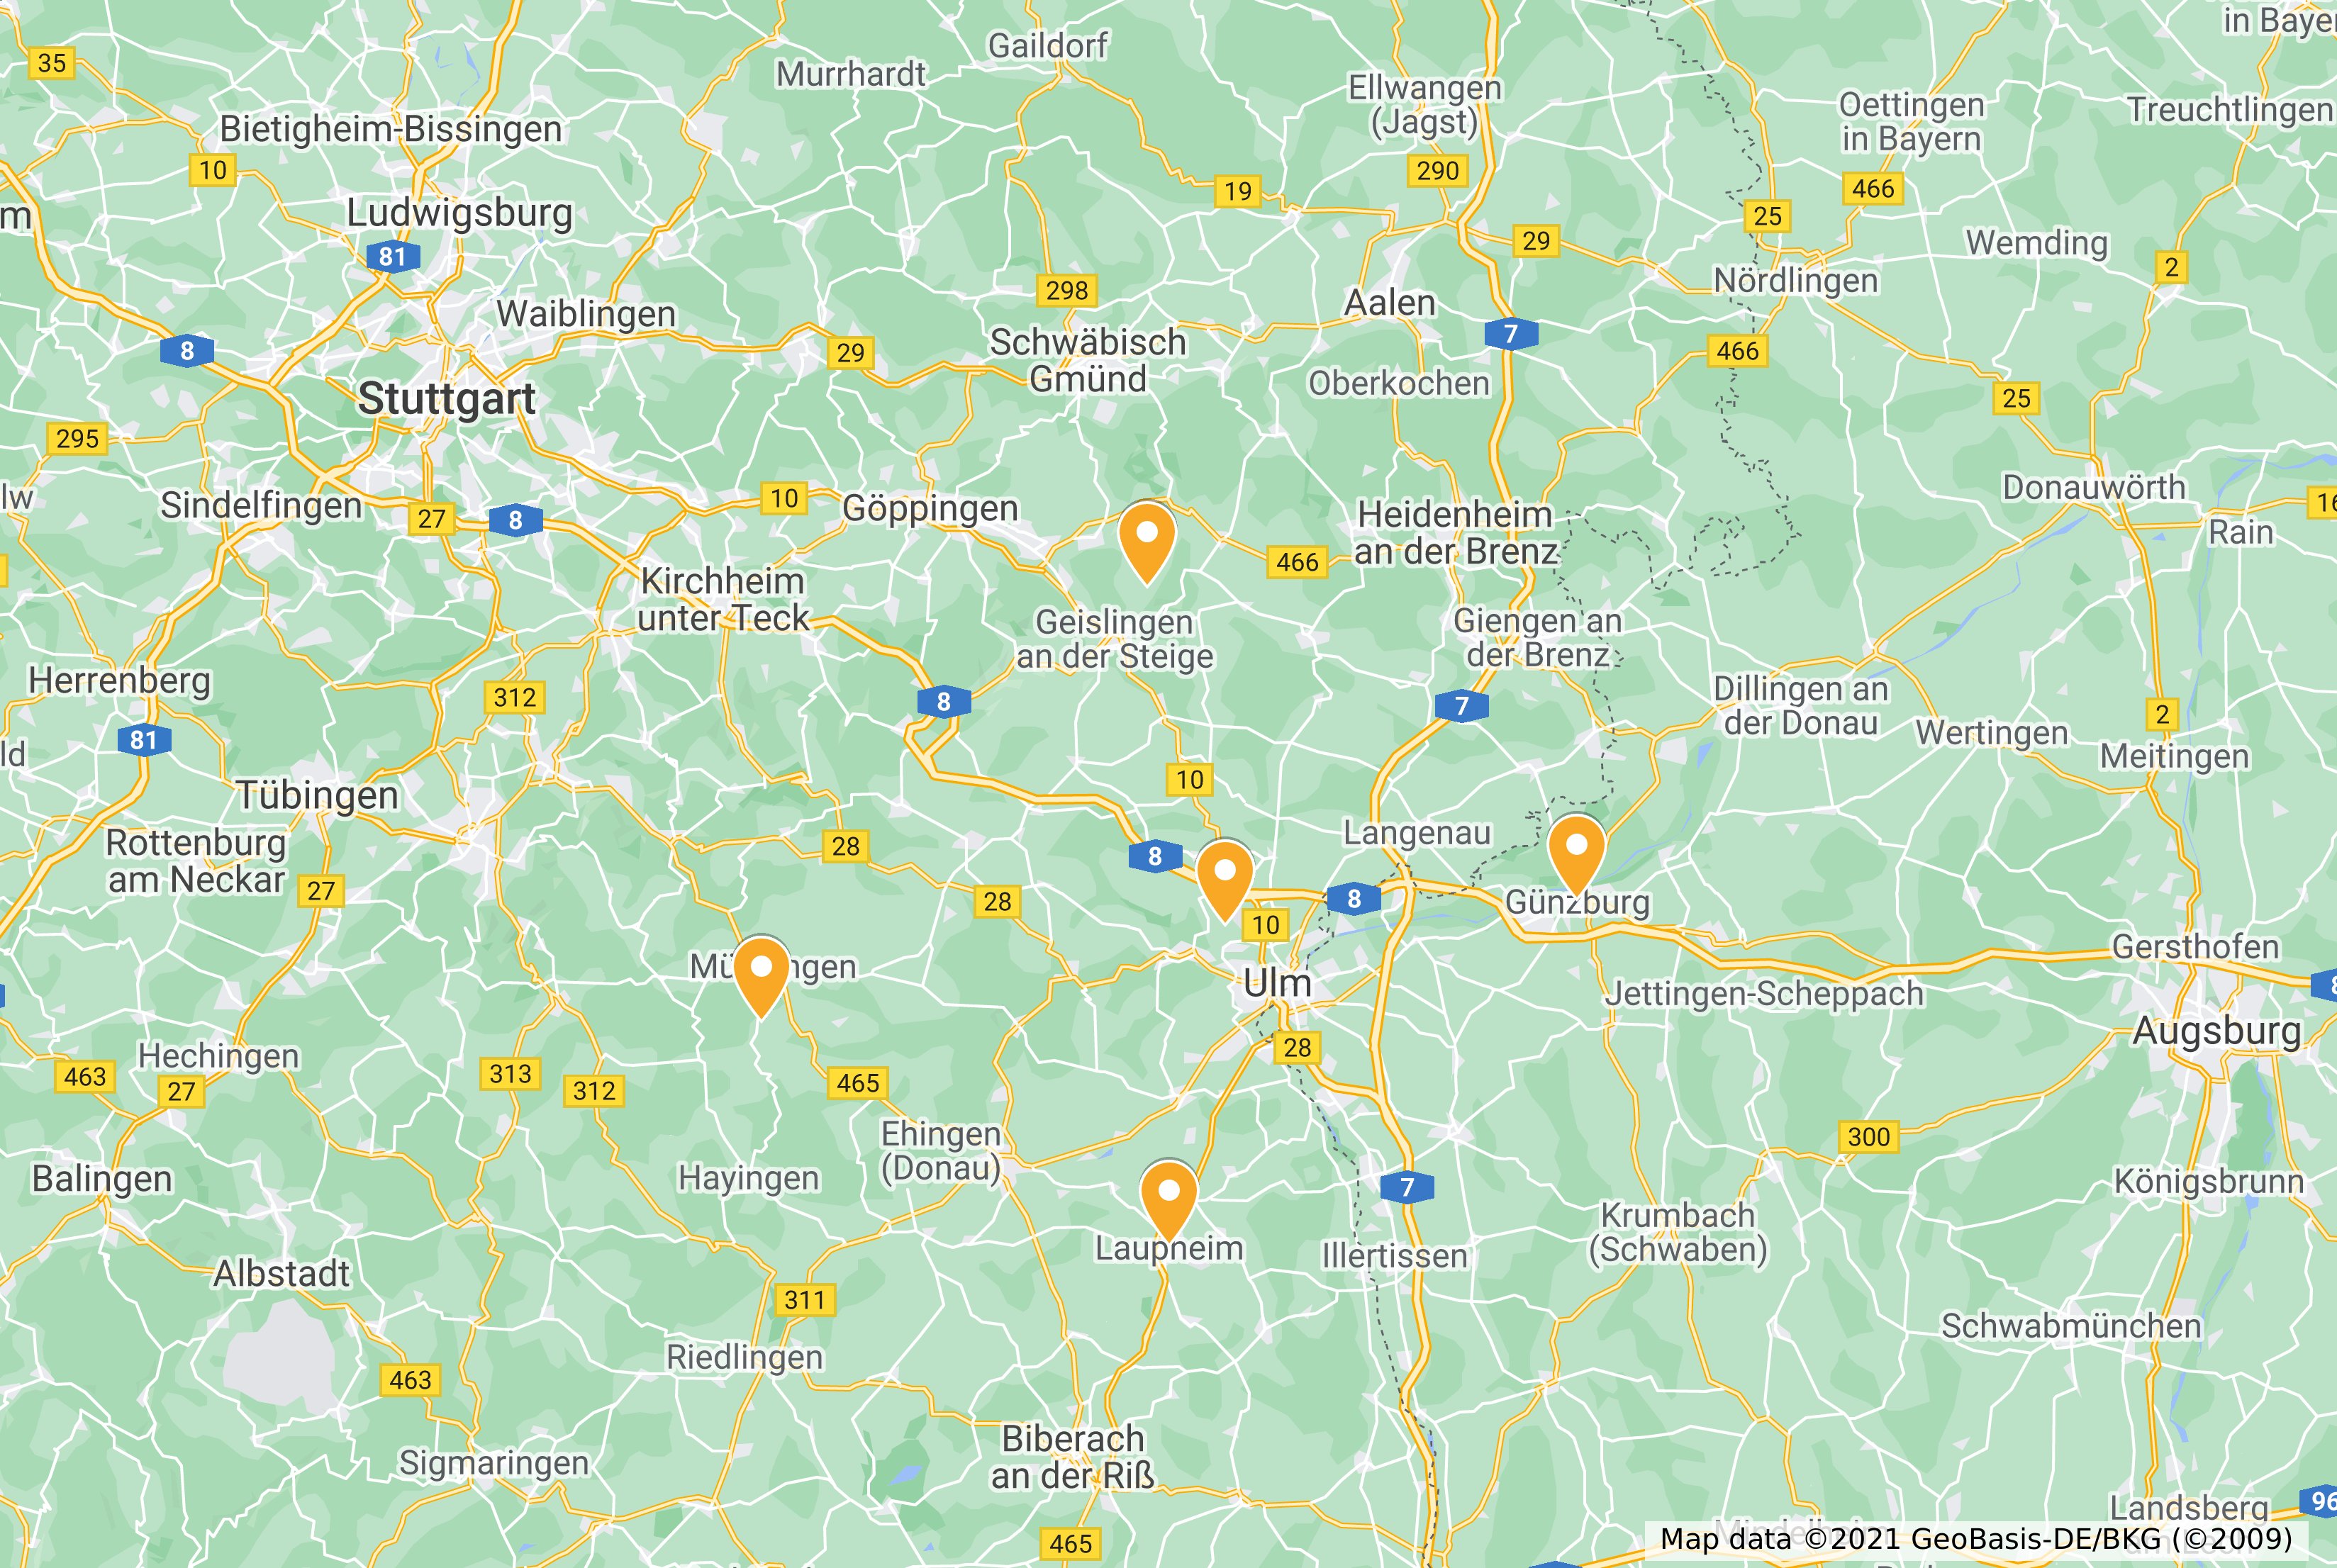 in Bayer
Gaildorf
35
Murrhardt
Ellwangen
(Jagst)
Oettingen
in Bayern
Treuchtlingen
Bietigheim-Bissingen
10
290
19
466
m
Ludwigsburg
25
29
Wemding
81
2
Nördlingen
298
Aalen
Waiblingen
7
8
29
Schwäbisch
Gmünd
466
Oberkochen
Stuttgart
25
295
lw
Sindelfingen
10
Göppingen
Donauwörth
16
27
8
Heidenheim
an der Brenz
Rain
466
Kirchheim
unter Teck
Geislingen
an der Steige
Giengen an
der Brenz
Herrenberg
312
8
7
Dillingen an
der Donau
2
81
ld
Wertingen
Meitingen
10
Tübingen
Rottenburg
am Neckar
28
8
Langenau
27
28
8
Günzburg
10
Gersthofen
Ulm
8
Jettingen-Scheppach
Augsburg
28
Hechingen
463
27
313
312
465
Ehingen
(Donau)
300
Balingen
Hayingen
7
Königsbrunn
Krumbach
(Schwaben)
Laupheim
Illertissen
Albstadt
311
Schwabmünchen
Riedlingen
463
Biberach
an der Riß
Sigmaringen
96
Landsberg
465
Map data ©2021 GeoBasis-DE/BKG (©2009)